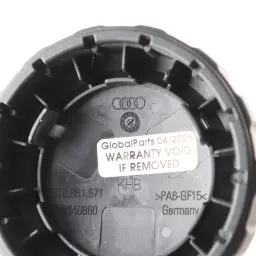 GlobalParts 04/2025
WARRANTY VOID
IF REMOVED
KHB
>PA6-GF15<
Germany